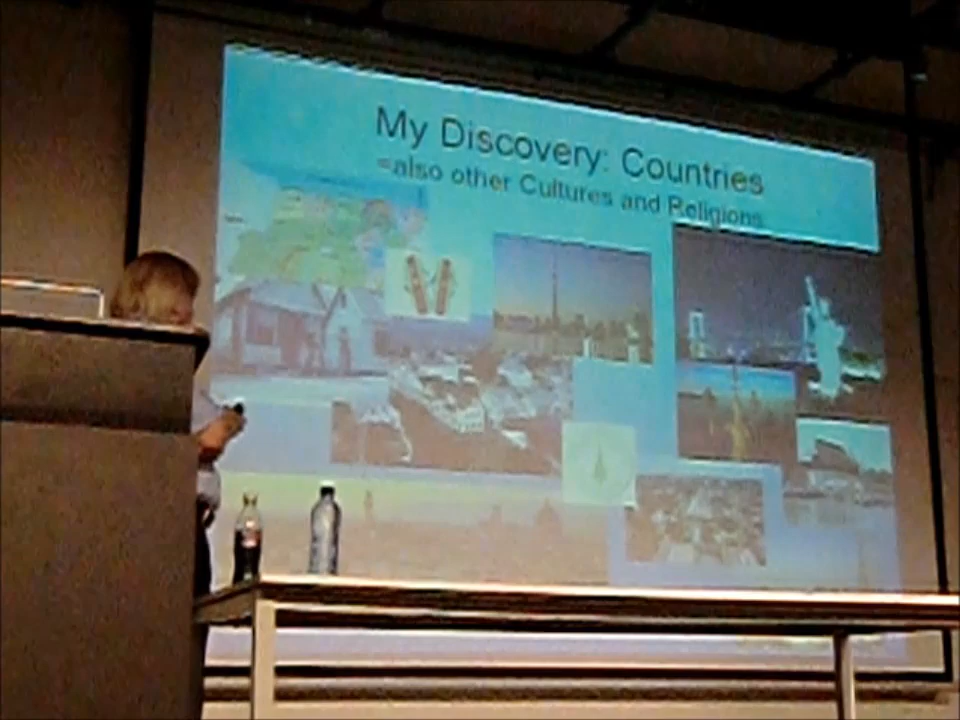 My Discovery: Countries
=also other Cultures and Religions